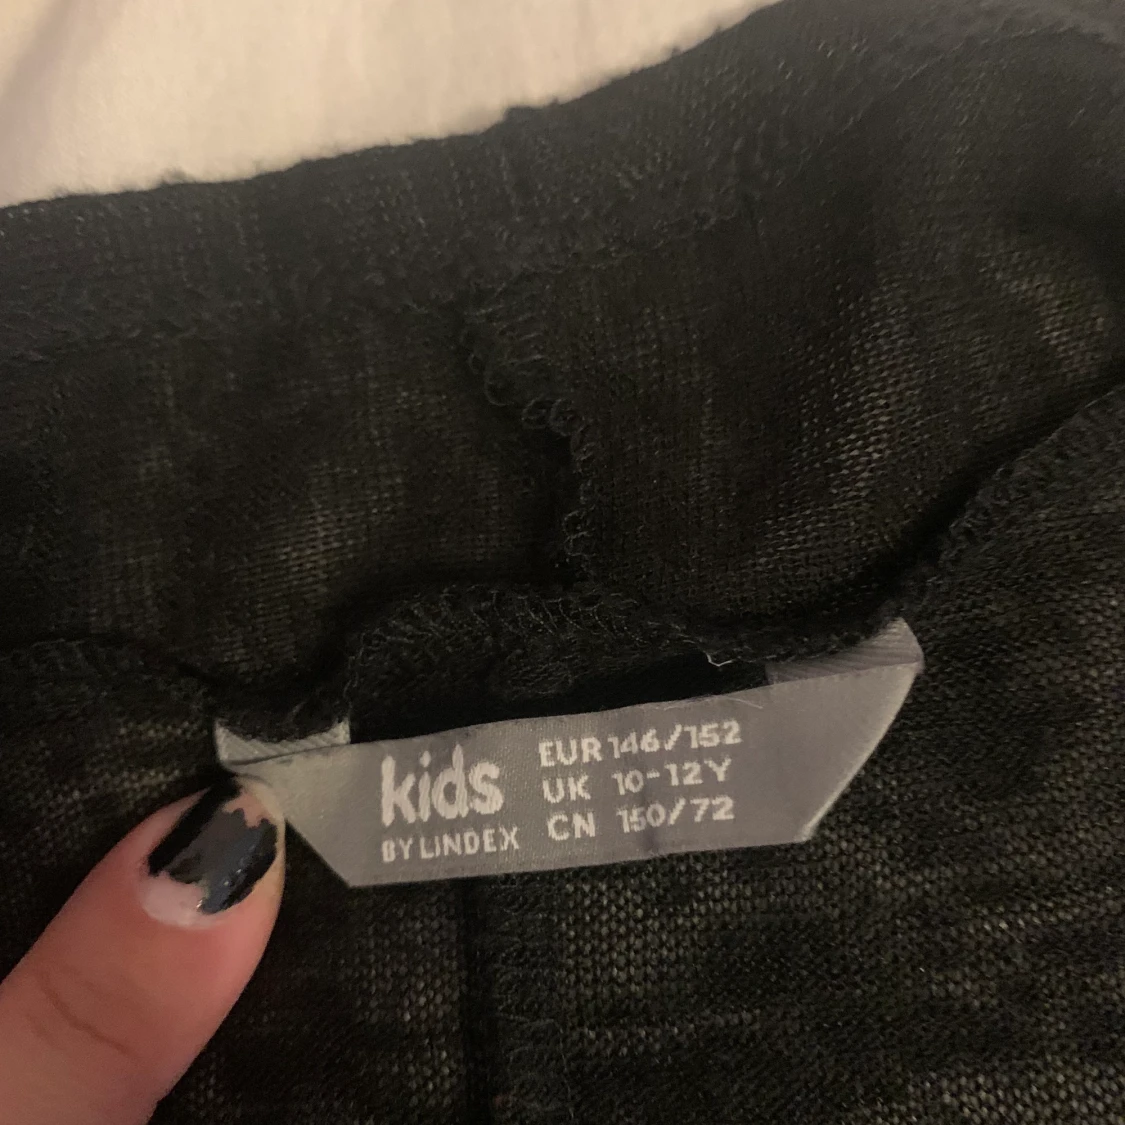 kids
BY LINDEX
EUR 146/152
UK 10-12Y
CN 150/72